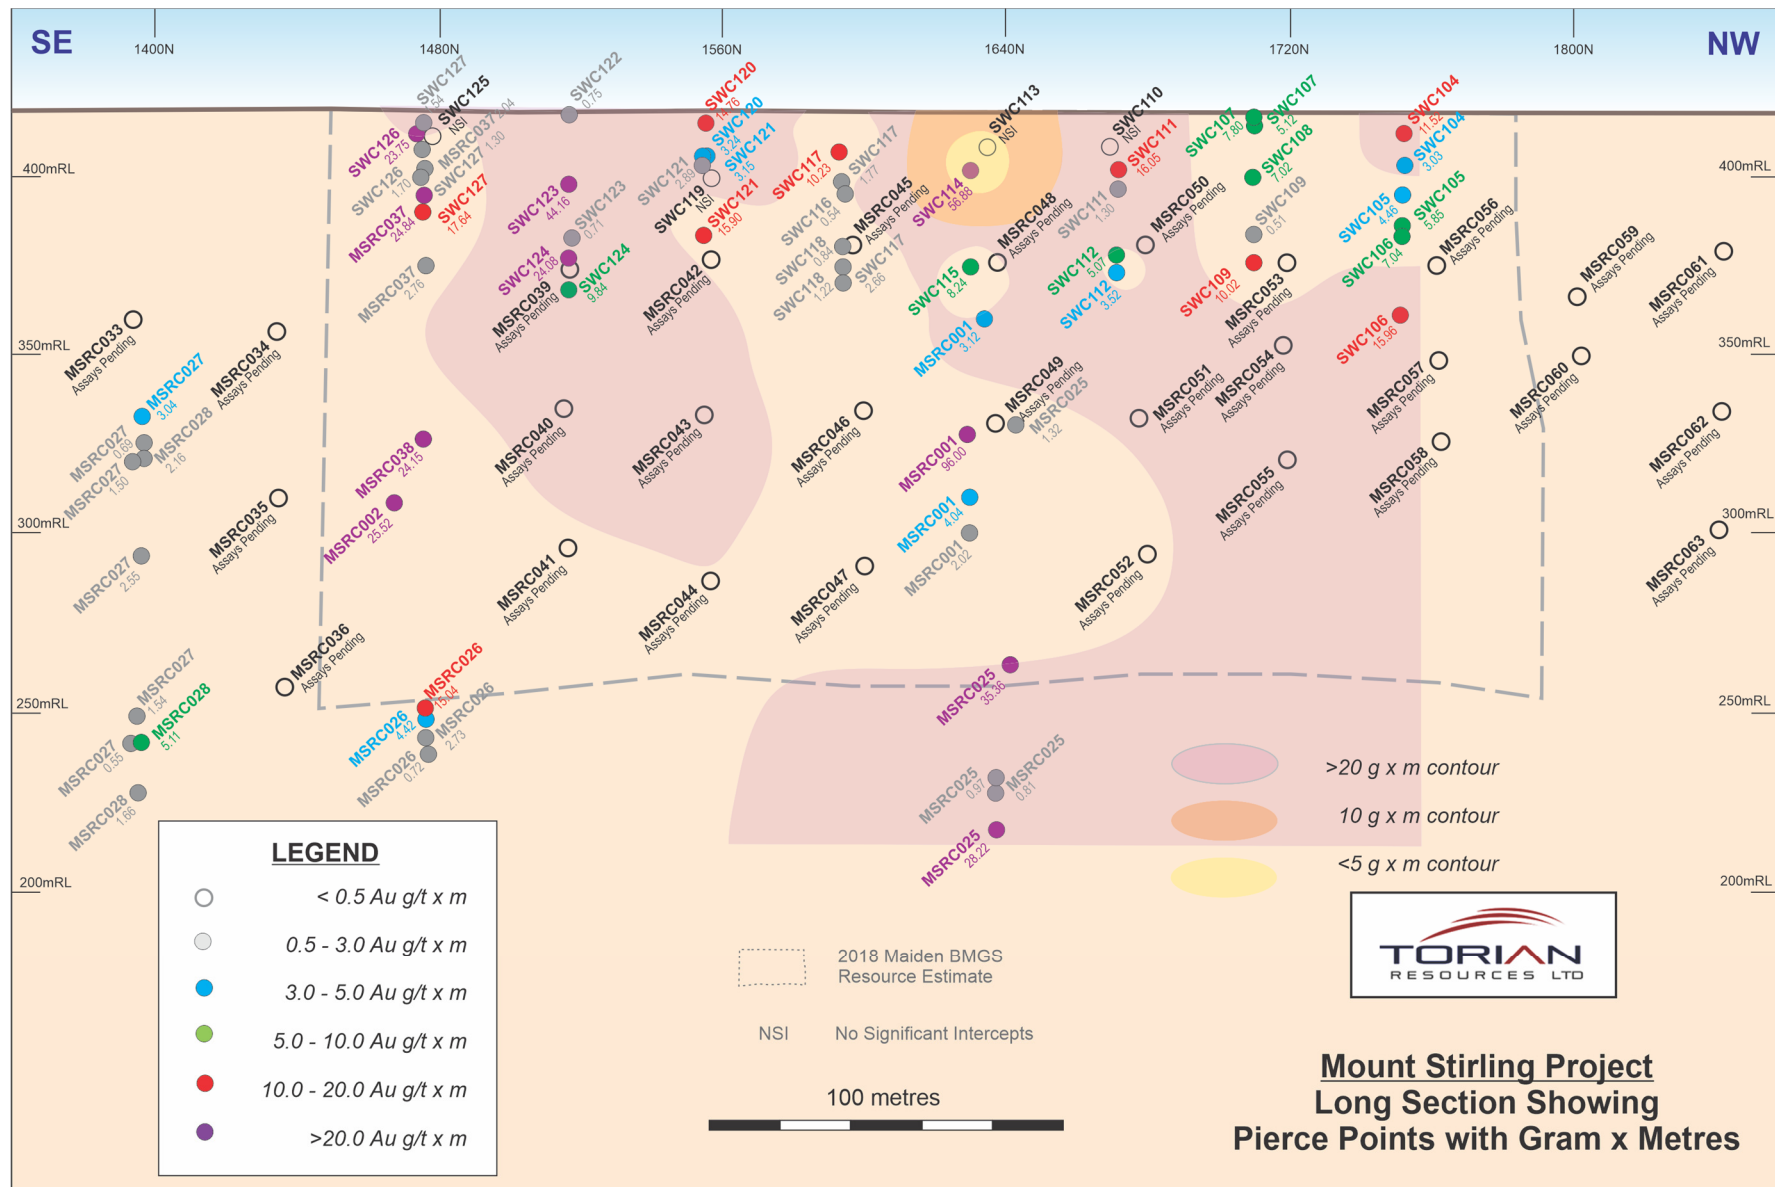 SE
1400N
1480N
1560N
1640N
1720N
1800N
NW
400mRL
350mRL
300mRL
250mRL
200mRL
400mRL
350mRL
300mRL
250mRL
200mRL
SWC127
SWC125
NSI
SWC126
23.75
MSRC037
SWC126
1.70
SWC127
1.30
MSRC037
24.84
SWC127
17.64
MSRC037
2.76
SWC122
0.75
SWC123
44.16
SWC123
0.71
SWC124
24.08
SWC124
9.84
MSRC039
Assays Pending
SWC120
14.76
SWC120
3.24
SWC121
3.15
SWC121
2.89
SWC119
NSI
SWC121
15.90
MSRC042
Assays Pending
SWC117
10.23
SWC117
1.77
SWC116
0.54
MSRC045
Assays Pending
SWC118
0.84
SWC117
2.66
SWC118
1.22
SWC113
NSI
SWC114
56.88
MSRC048
Assays Pending
SWC115
8.24
MSRC001
3.12
SWC110
NSI
SWC111
16.05
SWC111
1.30
MSRC050
Assays Pending
SWC112
5.07
SWC112
3.52
SWC107
7.80
SWC107
5.12
SWC108
7.02
SWC109
0.51
SWC109
10.02
MSRC053
Assays Pending
SWC104
11.52
SWC104
3.03
SWC105
4.46
SWC105
5.85
SWC106
7.04
MSRC056
Assays Pending
SWC106
15.96
MSRC059
Assays Pending
MSRC061
Assays Pending
MSRC033
Assays Pending
MSRC034
Assays Pending
MSRC027
3.04
MSRC027
0.69
MSRC028
2.16
MSRC027
1.50
MSRC035
Assays Pending
MSRC027
2.55
MSRC036
Assays Pending
MSRC027
1.54
MSRC028
5.11
MSRC027
0.55
MSRC028
1.66
MSRC038
24.15
MSRC002
25.52
MSRC026
15.04
MSRC026
4.42
MSRC026
2.73
MSRC026
0.72
MSRC040
Assays Pending
MSRC041
Assays Pending
MSRC043
Assays Pending
MSRC044
Assays Pending
MSRC046
Assays Pending
MSRC047
Assays Pending
MSRC049
Assays Pending
MSRC025
1.32
MSRC001
96.00
MSRC001
4.04
MSRC001
2.02
MSRC051
Assays Pending
MSRC052
Assays Pending
MSRC054
Assays Pending
MSRC055
Assays Pending
MSRC057
Assays Pending
MSRC058
Assays Pending
MSRC060
Assays Pending
MSRC062
Assays Pending
MSRC063
Assays Pending
MSRC025
35.36
MSRC025
0.97
MSRC025
0.81
MSRC025
28.22
>20 g x m contour
10 g x m contour
<5 g x m contour
LEGEND
< 0.5 Au g/t x m
0.5 - 3.0 Au g/t x m
3.0 - 5.0 Au g/t x m
5.0 - 10.0 Au g/t x m
10.0 - 20.0 Au g/t x m
>20.0 Au g/t x m
2018 Maiden BMGS
Resource Estimate
NSI No Significant Intercepts
100 metres
TORIAN
RESOURCES LTD
Mount Stirling Project
Long Section Showing
Pierce Points with Gram x Metres